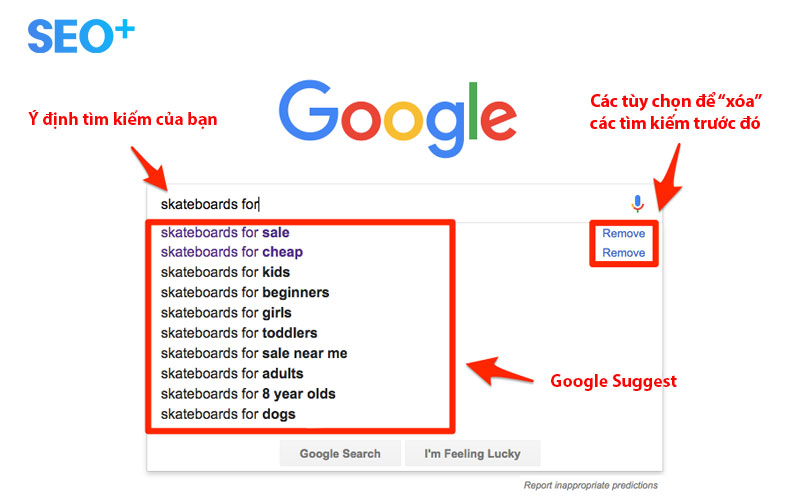 SEO+
Ý định tìm kiếm của bạn
Google
Các tùy chọn để “xóa”
các tìm kiếm trước đó
skateboards for
skateboards for sale
Remove
skateboards for cheap
Remove
skateboards for kids
skateboards for beginners
skateboards for girls
skateboards for toddlers
skateboards for sale near me
skateboards for adults
skateboards for 8 year olds
skateboards for dogs
Google Suggest
Google Search
I'm Feeling Lucky
Report inappropriate predictions